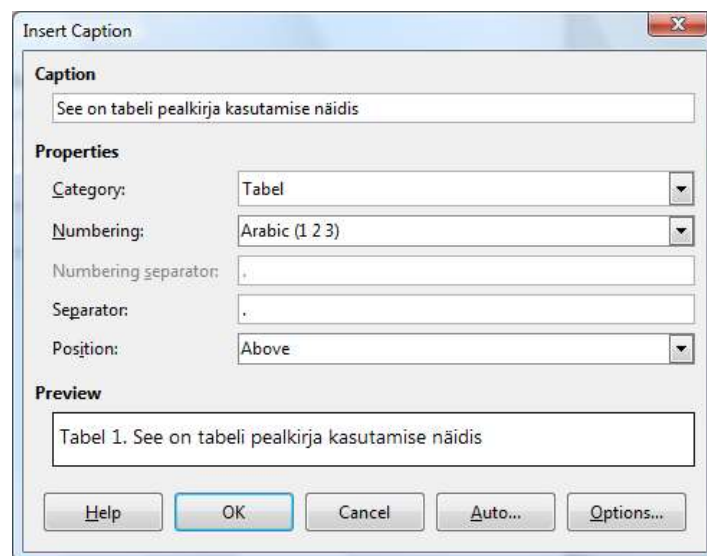 Insert Caption
Caption
See on tabeli pealkirja kasutamise näidis
Properties
Category: Tabel
Numbering: Arabic (1 2 3)
Numbering separator: .
Separator: .
Position: Above
Preview
Tabel 1. See on tabeli pealkirja kasutamise näidis
Help OK Cancel Auto... Options...